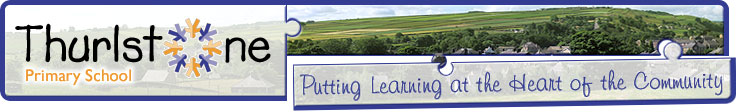 Thurlstone
Primary School
Putting Learning at the Heart of the Community